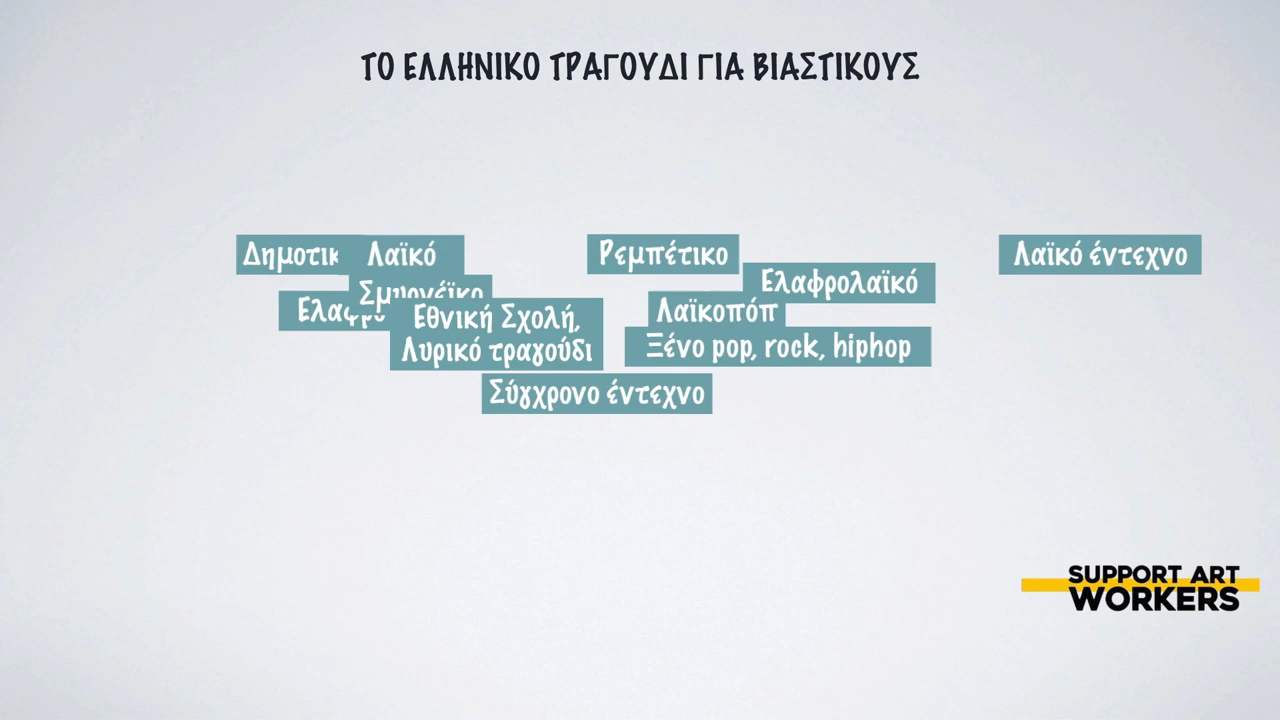 ΤΟ ΕΛΛΗΝΙΚΟ ΤΡΑΓΟΥΔΙ ΓΙΑ ΒΙΑΣΤΙΚΟΥΣ
Λαϊκό
Ρεμπέτικο
Λαϊκό έντεχνο
Ελαφρολαϊκό
Σμυρνέϊκο
Λαϊκοπόπ
Εθνική Σχολή,
Λυρικό τραγούδι
Ξένο pop, rock, hiphop
Σύγχρονο έντεχνο
SUPPORT ART
WORKERS